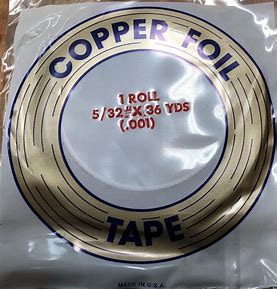 COPPER FOIL
1 ROLL
5/32" X 36 YDS
(.001)
TAPE
MADE IN U.S.A.